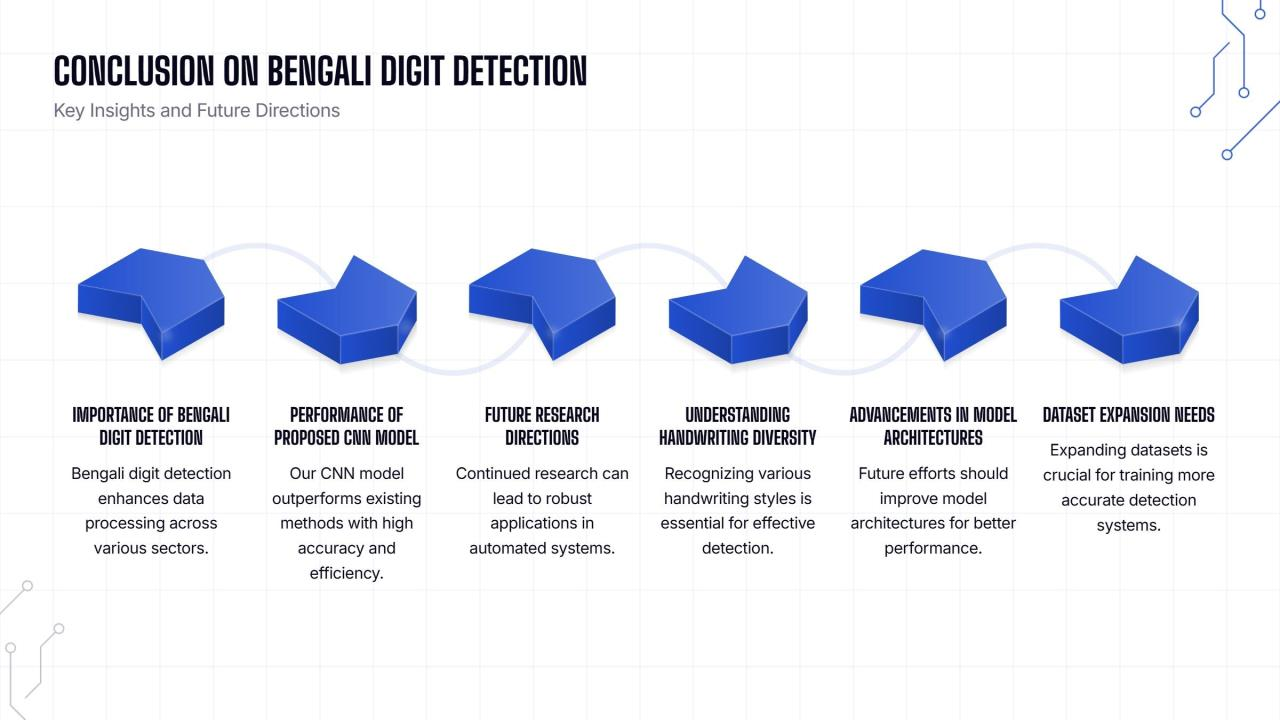 CONCLUSION ON BENGALI DIGIT DETECTION
Key Insights and Future Directions
IMPORTANCE OF BENGALI
DIGIT DETECTION
Bengali digit detection
enhances data
processing across
various sectors.
PERFORMANCE OF
PROPOSED CNN MODEL
Our CNN model
outperforms existing
methods with high
accuracy and
efficiency.
FUTURE RESEARCH
DIRECTIONS
Continued research can
lead to robust
applications in
automated systems.
UNDERSTANDING
HANDWRITING DIVERSITY
Recognizing various
handwriting styles is
essential for effective
detection.
ADVANCEMENTS IN MODEL
ARCHITECTURES
Future efforts should
improve model
architectures for better
performance.
DATASET EXPANSION NEEDS
Expanding datasets is
crucial for training more
accurate detection
systems.